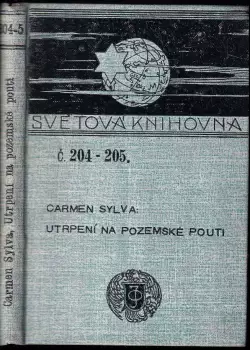 204-5
Carmen Sylva, Utrpení na pozemské pouti
SVĚTOVÁ KNIHOVNA
Č. 204 - 205.
CARMEN SYLVA:
UTRPENÍ NA POZEMSKÉ POUTI